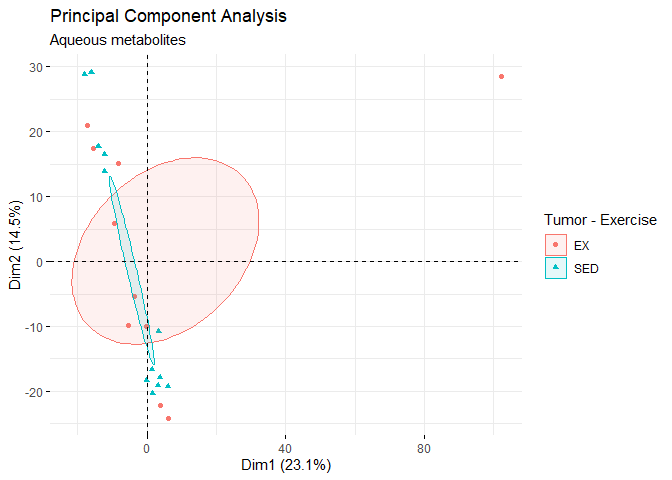 Principal Component Analysis
Aqueous metabolites
30
20
10
0
-10
-20
Dim2 (14.5%)
0
40
80
Dim1 (23.1%)
Tumor - Exercise
EX
SED